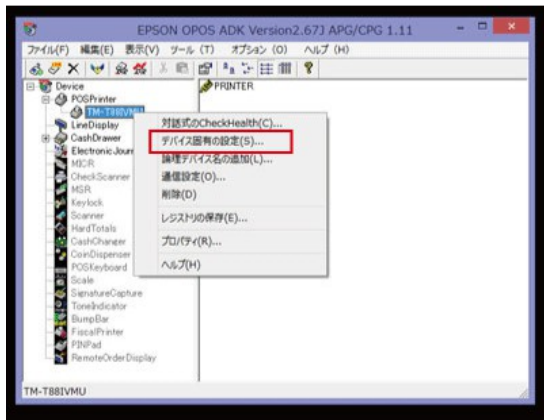 EPSON OPOS ADK Version2.67J APG/CPG 1.11
ファイル(F) 編集(E) 表示(V) ツール (T) オプション (O) ヘルプ (H)
Device
POSPrinter
TM-T88IVMU
LineDisplay
CashDrawer
Electronic Jour
MICR
CheckScanner
MSR
Keylock
Scanner
HardTotals
CashChanger
CoinDispenser
POSKeyboard
Scale
SignatureCapture
ToneIndicator
BumpBar
FiscalPrinter
PINPad
RemoteOrderDisplay
PRINTER
対話式のCheckHealth(C)...
デバイス固有の設定(S)...
論理デバイス名の追加(L)...
通信設定(O)...
削除(D)
レジストリの保存(E)...
プロパティ(R)...
ヘルプ(H)
TM-T88IVMU